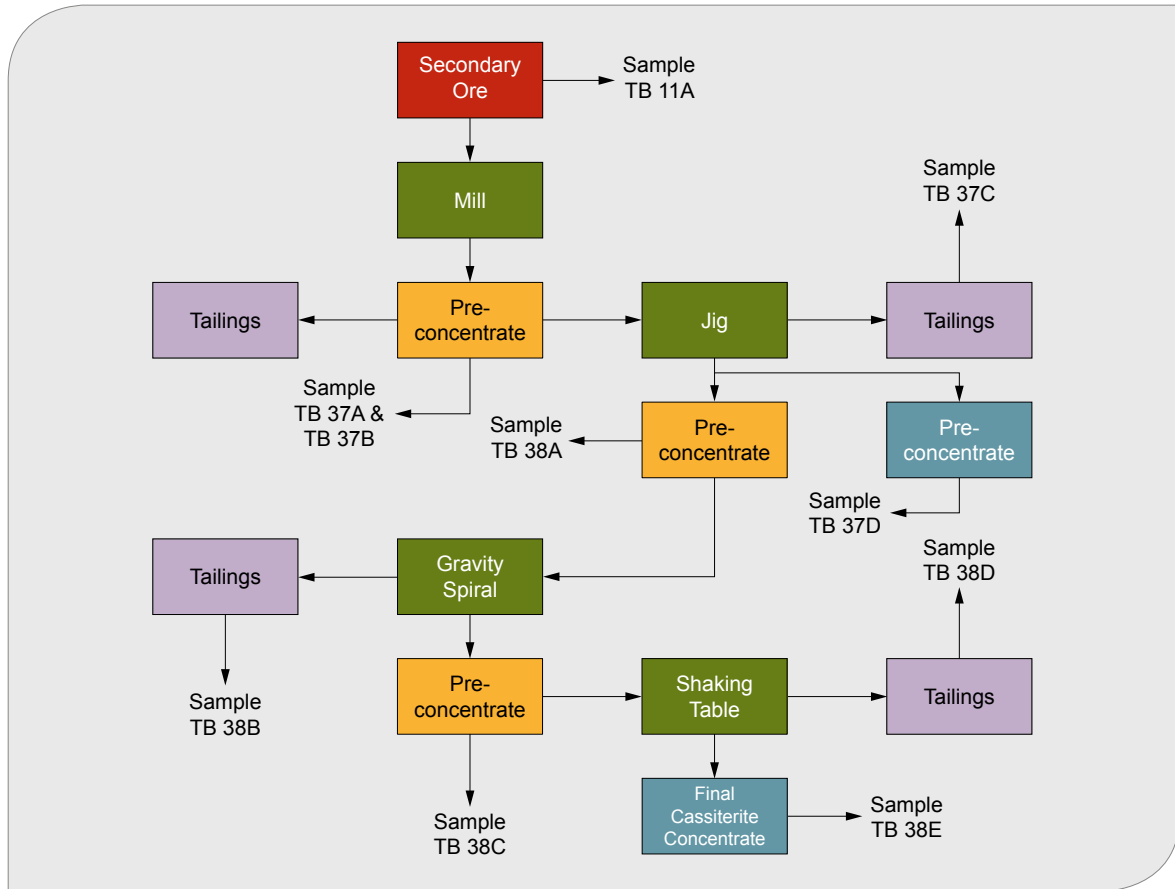 Secondary
Ore
Sample
TB 11A
Mill
Sample
TB 37C
Tailings
Pre-
concentrate
Jig
Tailings
Sample
TB 37A &
TB 37B
Sample
TB 38A
Pre-
concentrate
Pre-
concentrate
Sample
TB 37D
Tailings
Gravity
Spiral
Sample
TB 38D
Sample
TB 38B
Pre-
concentrate
Shaking
Table
Tailings
Sample
TB 38C
Final
Cassiterite
Concentrate
Sample
TB 38E